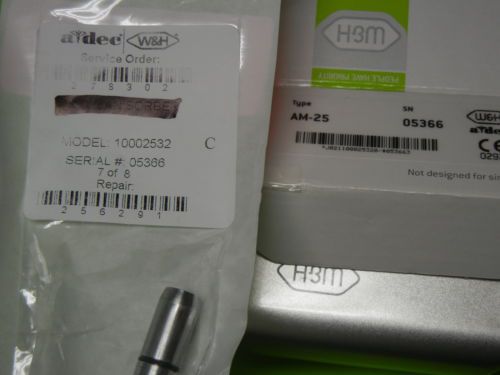 a dec W&H
Service Order:
278302
MODEL: 10002532 C
SERIAL #: 05366
7 of 8
Repair:
256291
W&H
PEOPLE HAVE PRIORITY
Type SN
AM-25 05366
W&H
a dec
CE
Not designed for
W&H